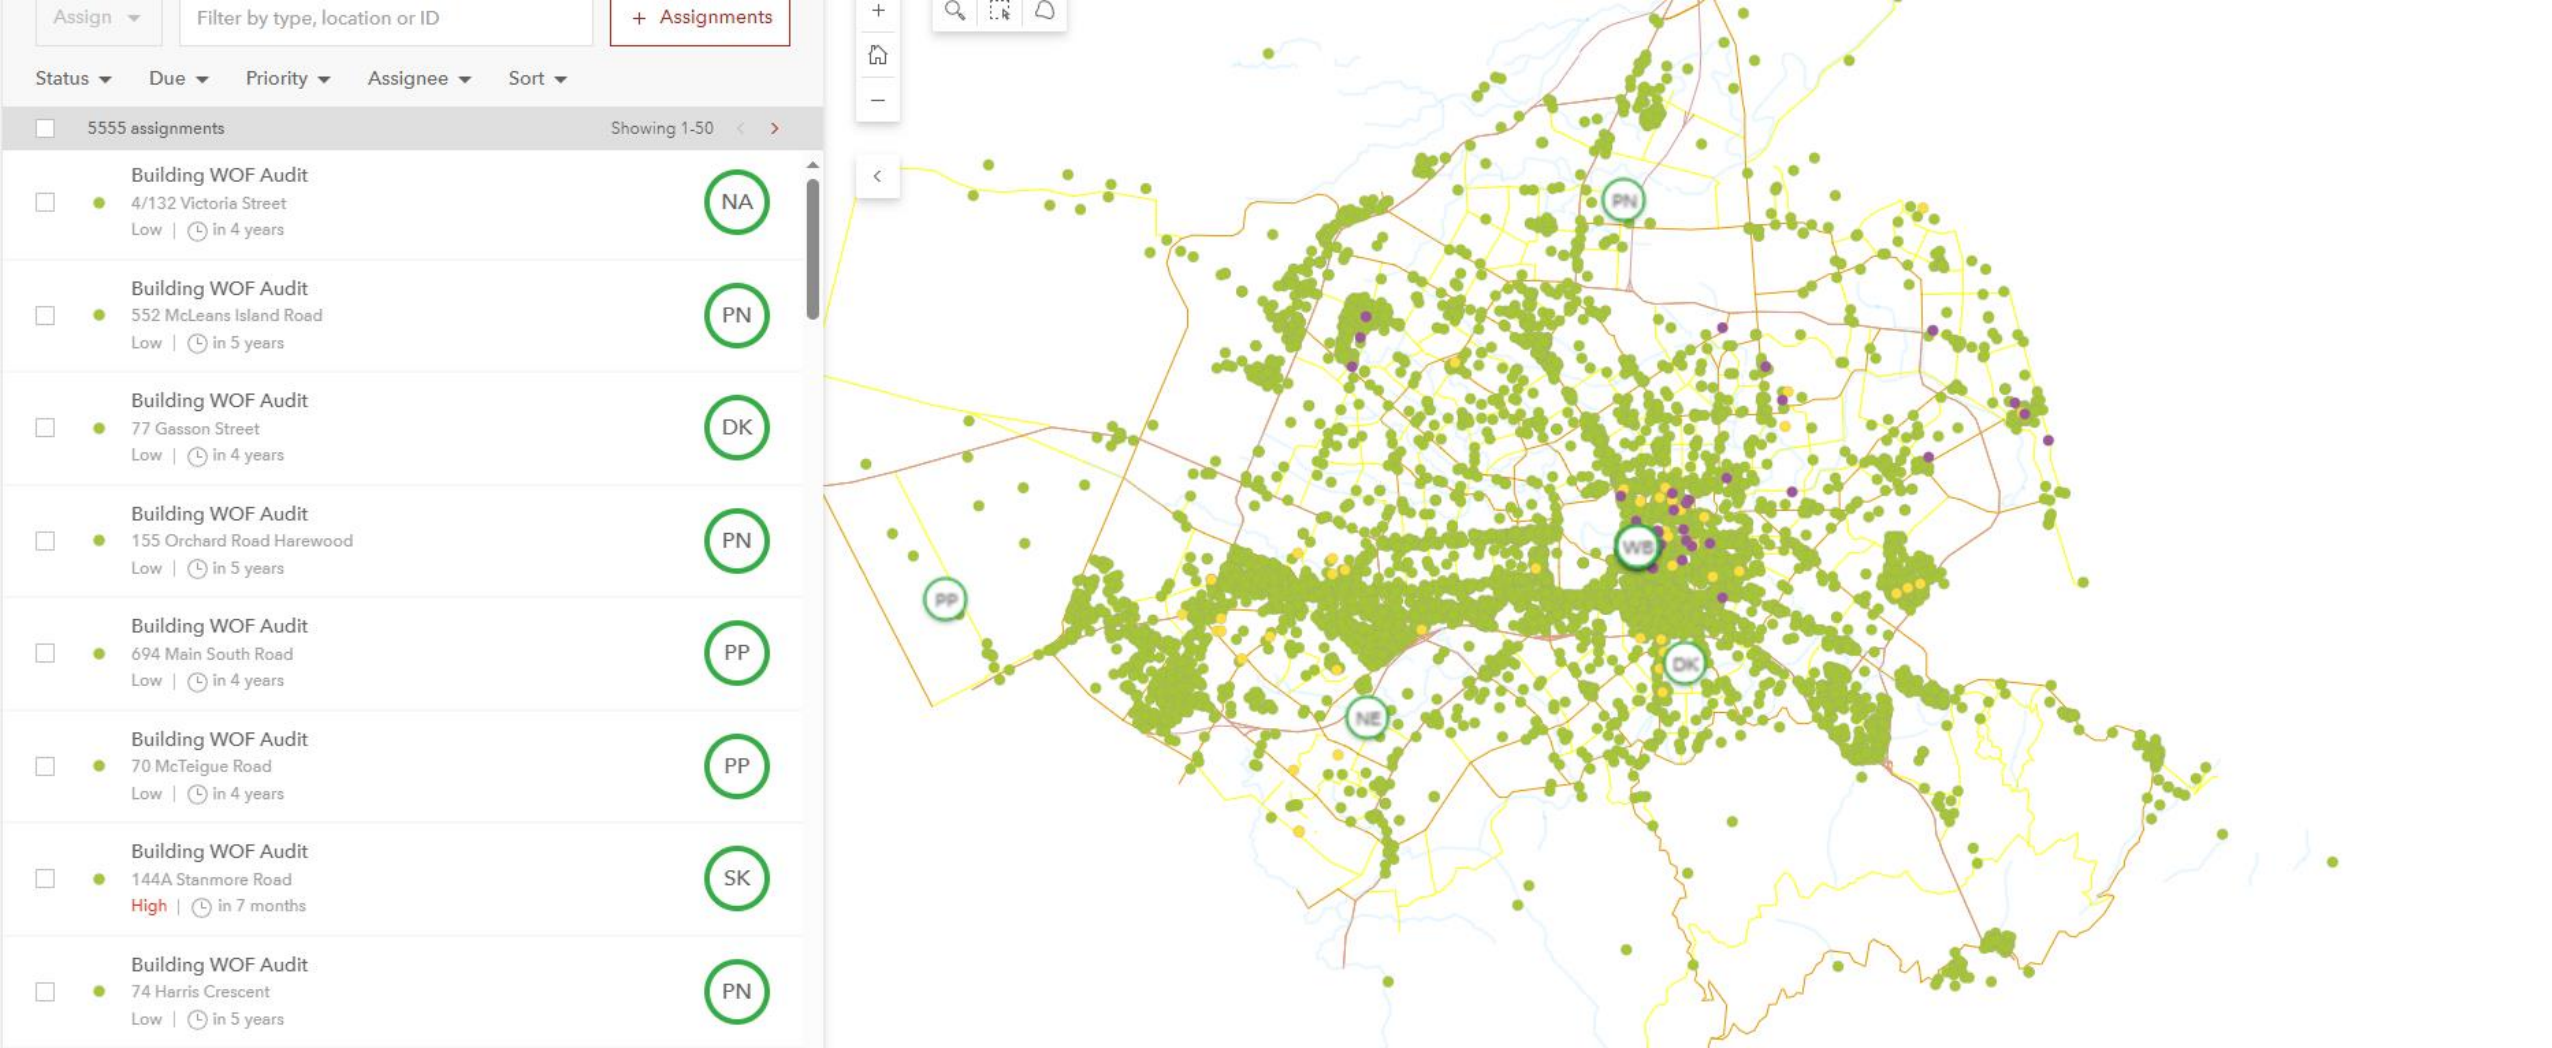 Assign
Filter by type, location or ID
+ Assignments
Status Due Priority Assignee Sort
5555 assignments Showing 1-50
Building WOF Audit
4/132 Victoria Street
Low | in 4 years
NA
Building WOF Audit
552 McLeans Island Road
Low | in 5 years
PN
Building WOF Audit
77 Gasson Street
Low | in 4 years
DK
Building WOF Audit
155 Orchard Road Harewood
Low | in 5 years
PN
Building WOF Audit
694 Main South Road
Low | in 4 years
PP
Building WOF Audit
70 McTeigue Road
Low | in 4 years
PP
Building WOF Audit
144A Stanmore Road
High | in 7 months
SK
Building WOF Audit
74 Harris Crescent
Low | in 5 years
PN
PN
WB
PP
DK
NE